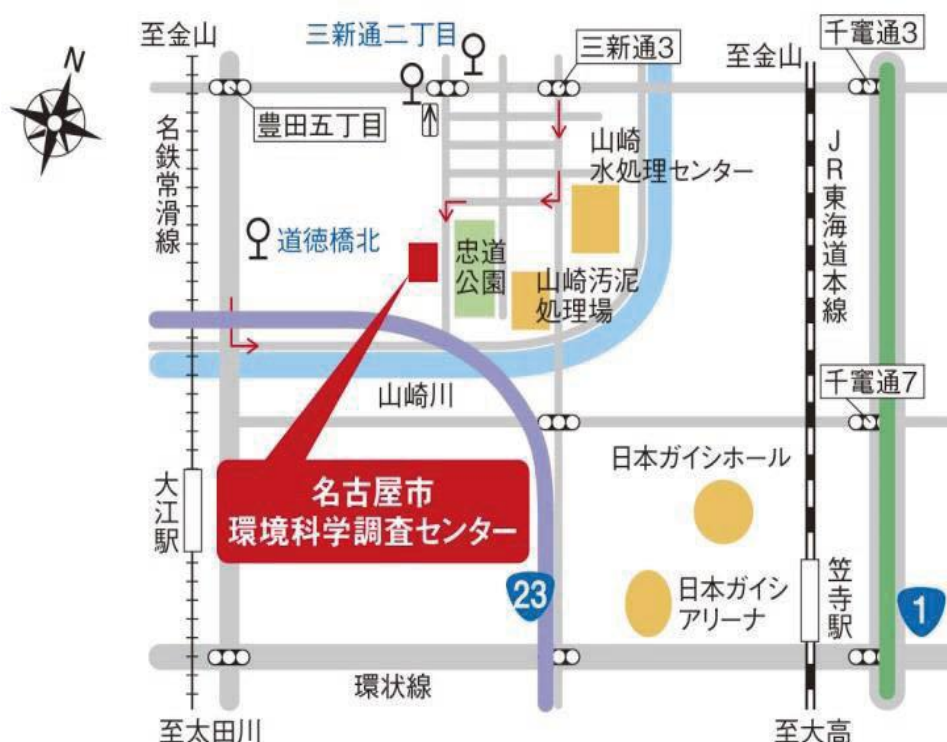 至金山
三新通二丁目
三新通3
至金山
千竃通3
N
豊田五丁目
名鉄常滑線
山崎
水処理センター
JR東海道本線
道徳橋北
忠道
公園
山崎汚泥
処理場
山崎川
千竃通7
大江駅
名古屋市
環境科学調査センター
日本ガイシホール
23
日本ガイシ
アリーナ
笠寺駅
1
環状線
至太田川
至大高